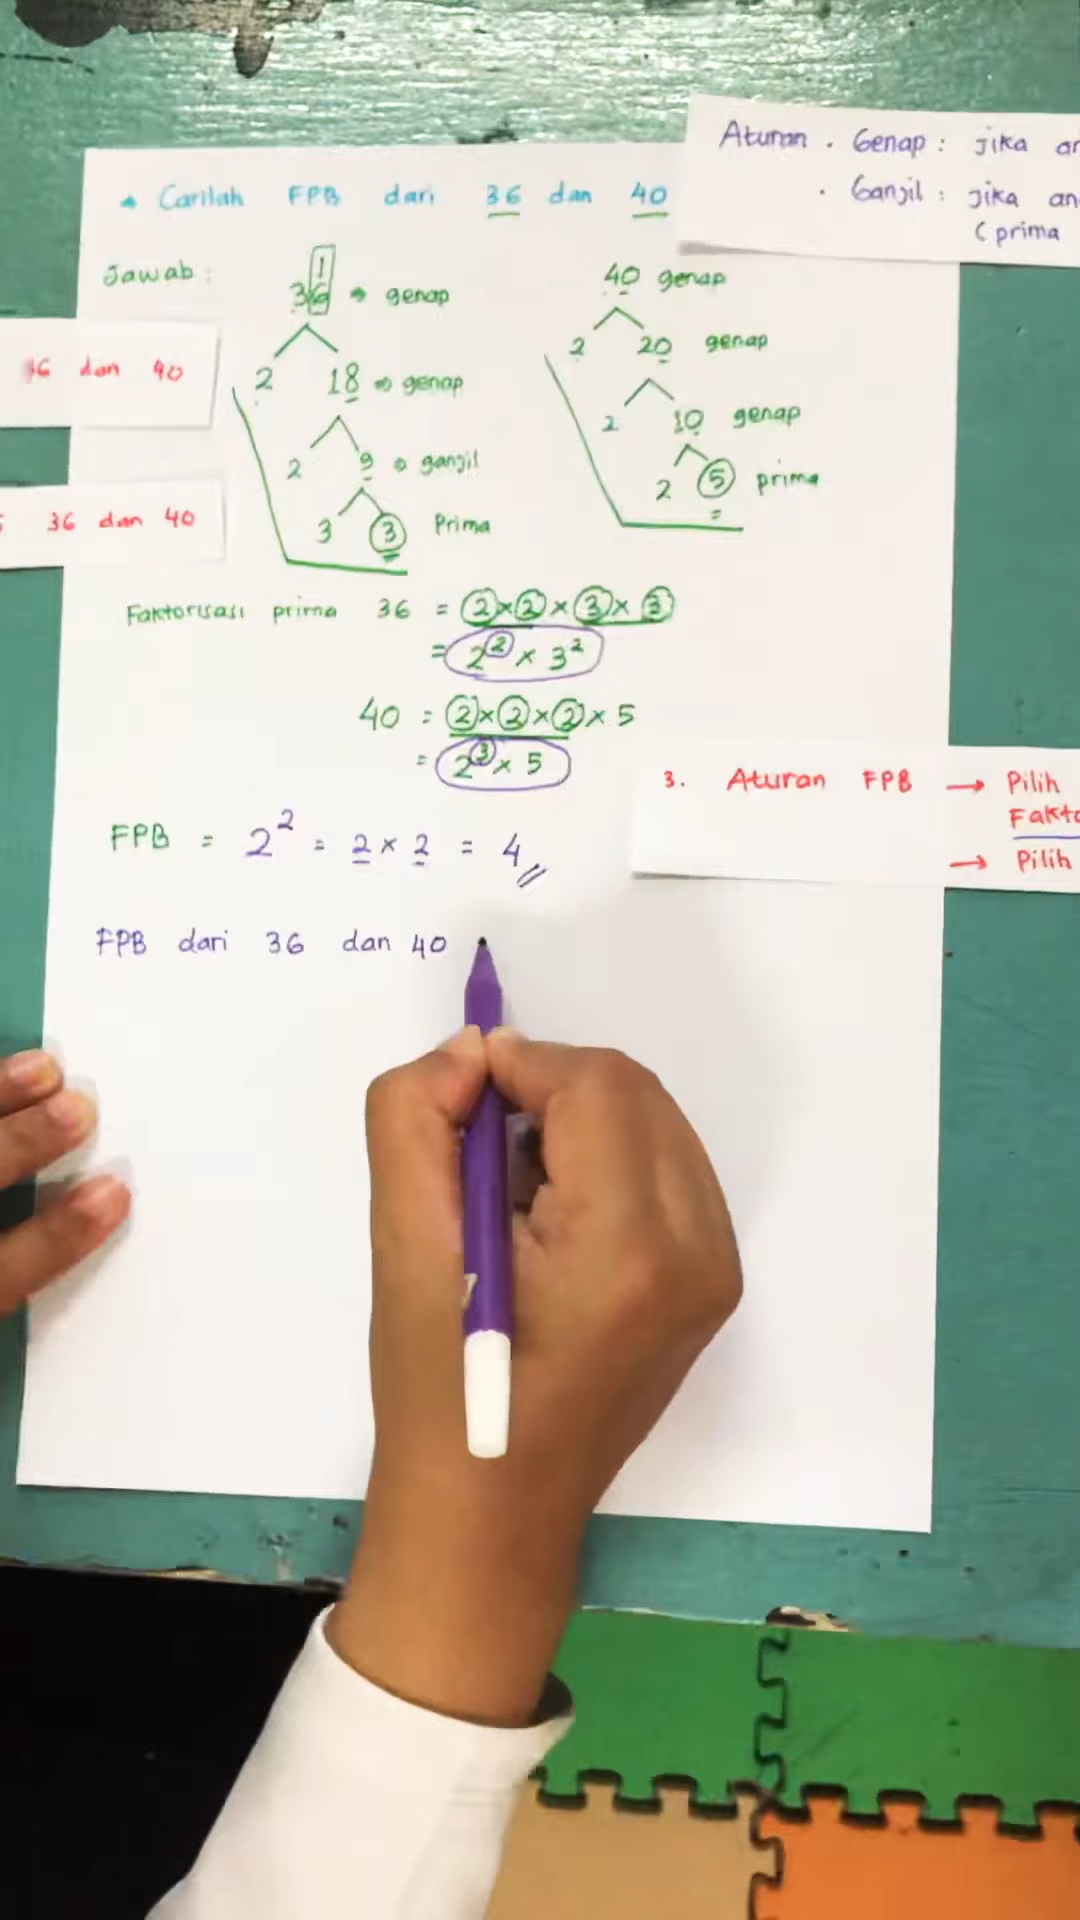 Aturan . Genap : jika
. Ganjil : jika
(prima
Carilah FPB dari 36 dan 40
Jawab :
1
36 → genap
2 18 ⇒ genap
2 9 ganjil
3 3 Prima
40 genap
2 20 genap
2 10 genap
2 5 prima
36 dan 40
36 dan 40
Faktorisasi prima 36 = 2 × 2 × 3 × 3
= 2² × 3²
40 = 2 × 2 × 2 × 5
= 2³ × 5
3. Aturan FPB → Pilih
→ Pilih
FPB = 2² = 2 × 2 = 4
FPB dari 36 dan 40